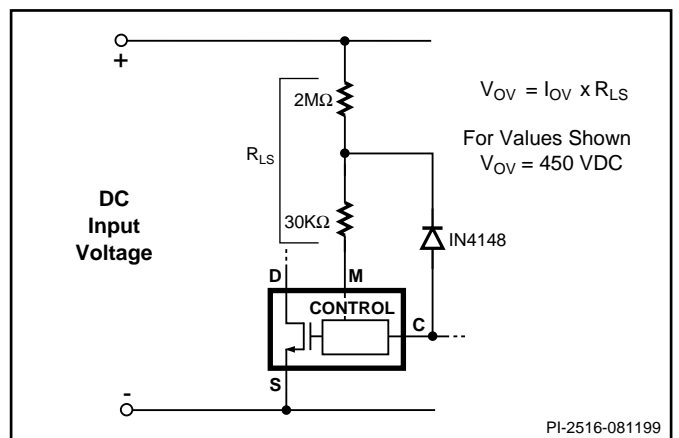 +
2MΩ
R_LS
30KΩ
V_OV = I_OV x R_LS
For Values Shown
V_OV = 450 VDC
DC
Input
Voltage
IN4148
D
M
CONTROL
C
S
-
PI-2516-081199